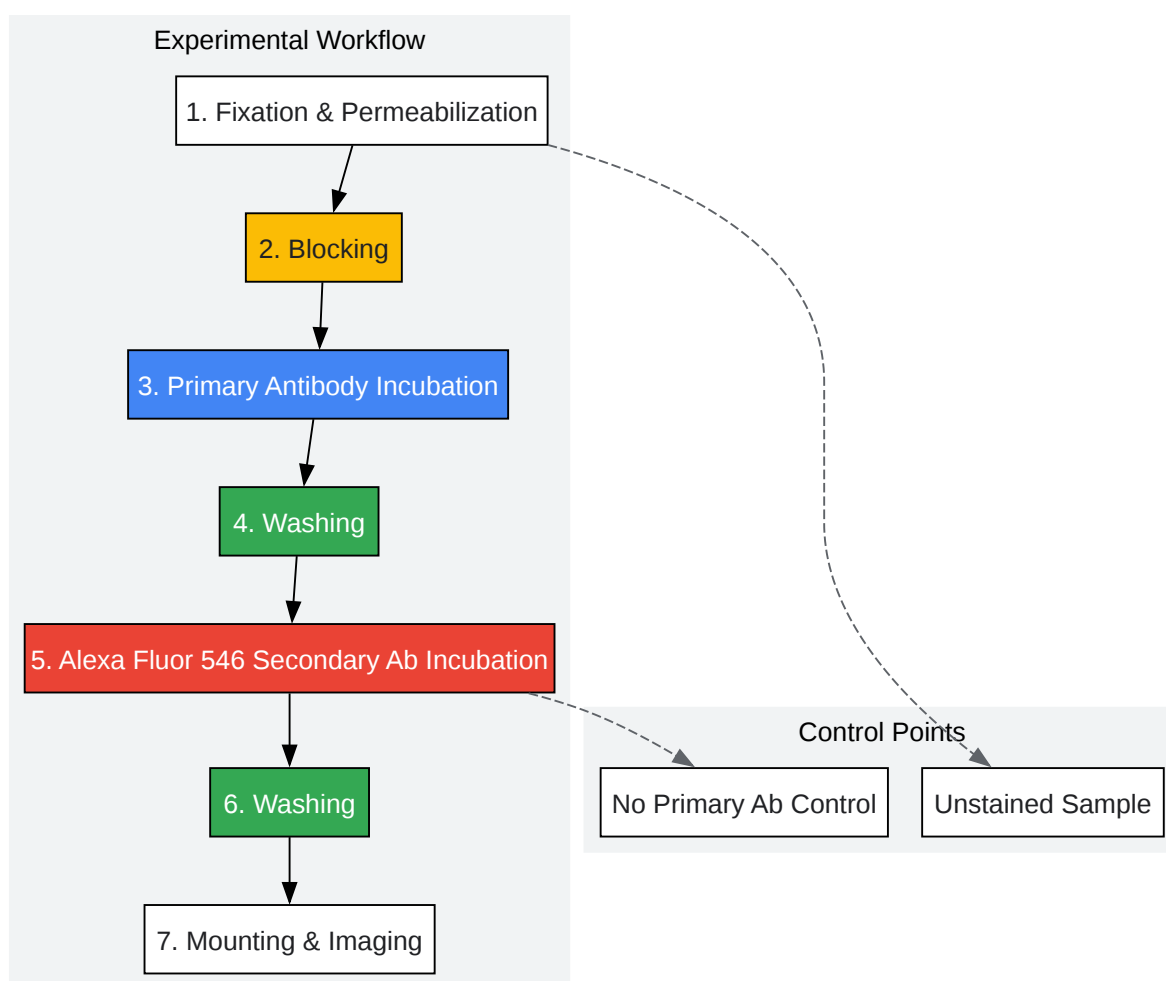 Experimental Workflow
1. Fixation & Permeabilization
2. Blocking
3. Primary Antibody Incubation
4. Washing
5. Alexa Fluor 546 Secondary Ab Incubation
6. Washing
7. Mounting & Imaging
Control Points
No Primary Ab Control
Unstained Sample